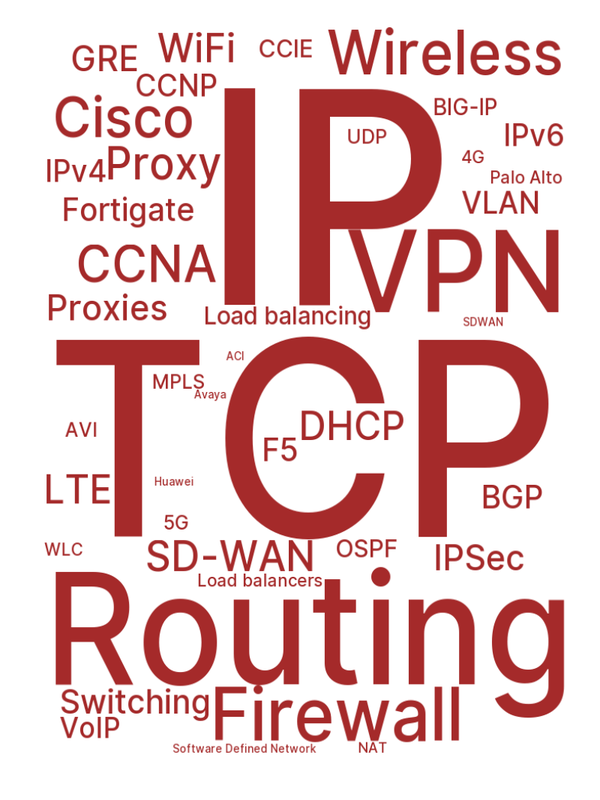 WiFi
CCIE
Wireless
GRE
CCNP
Cisco
IP
BIG-IP
UDP
IPv6
IPv4
Proxy
4G
Palo Alto
Fortigate
VLAN
CCNA
VPN
Proxies
Load balancing
SDWAN
TCP
ACI
MPLS
Avaya
AVI
DHCP
F5
LTE
Huawei
BGP
5G
WLC
SD-WAN
OSPF
IPSec
Load balancers
Routing
Switching
Firewall
VoIP
Software Defined Network
NAT